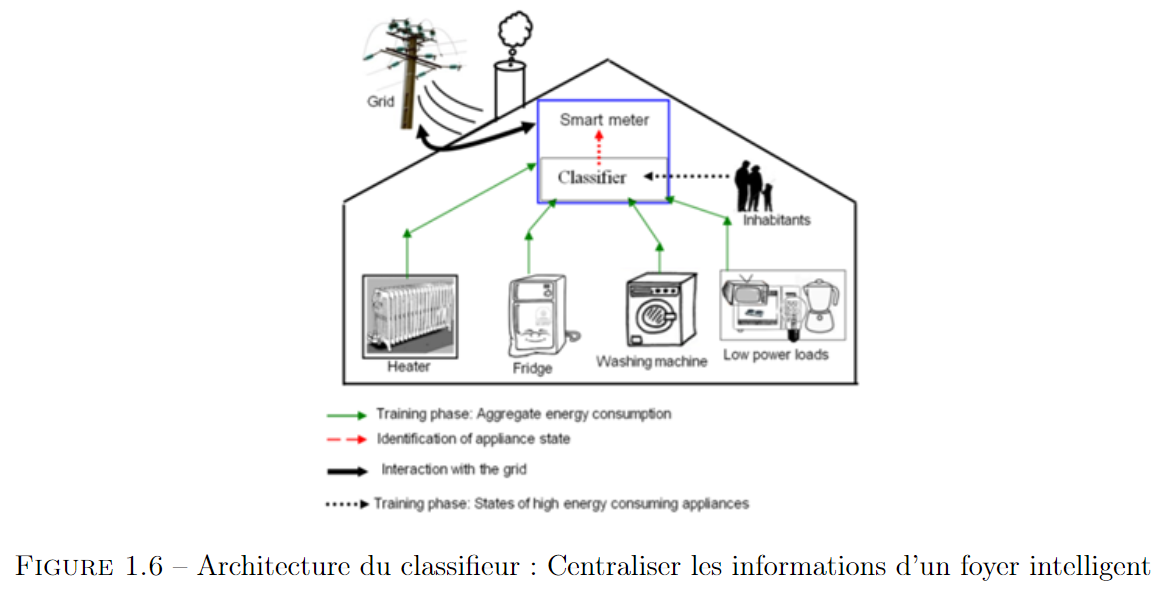 Grid
Smart meter
Classifier
Inhabitants
Heater
Fridge
Washing machine
Low power loads
Training phase: Aggregate energy consumption
Identification of appliance state
Interaction with the grid
Training phase: States of high energy consuming appliances
FIGURE 1.6 – Architecture du classifieur : Centraliser les informations d'un foyer intelligent